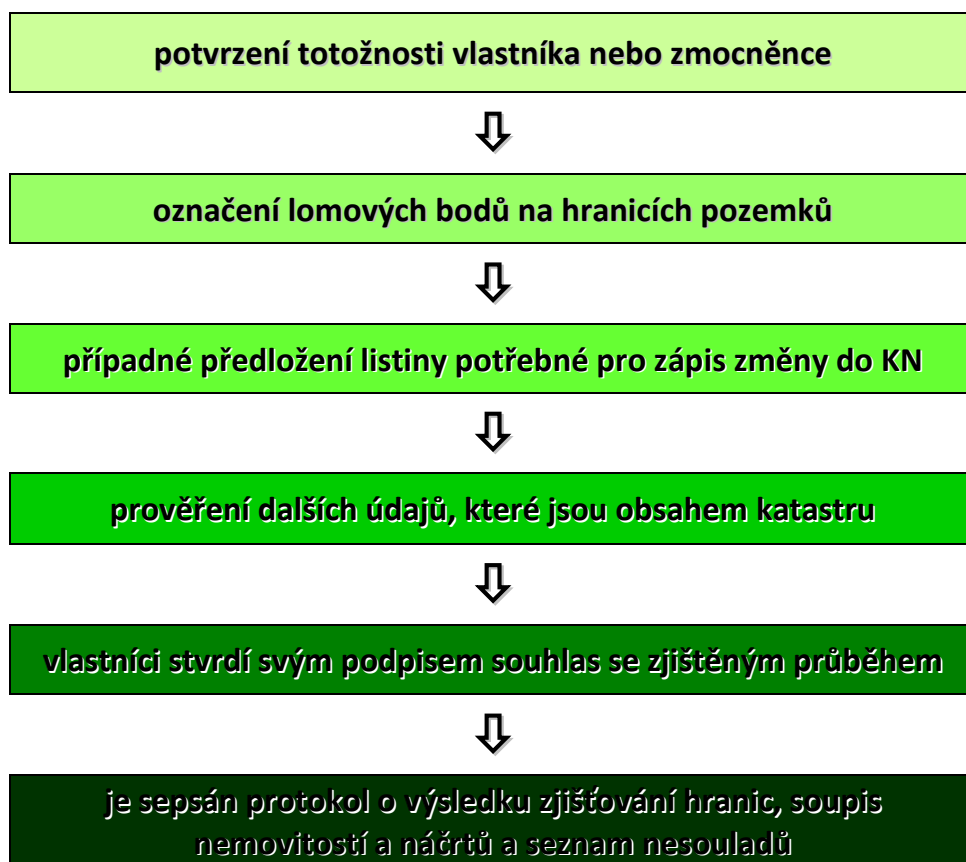 potvrzení totožnosti vlastníka nebo zmocněnce
označení lomových bodů na hranicích pozemků
případné předložení listiny potřebné pro zápis změny do KN
prověření dalších údajů, které jsou obsahem katastru
vlastníci stvrdí svým podpisem souhlas se zjištěným průběhem
je sepsán protokol o výsledku zjišťování hranic, soupis
nemovitostí a náčrtů a seznam nesouladů